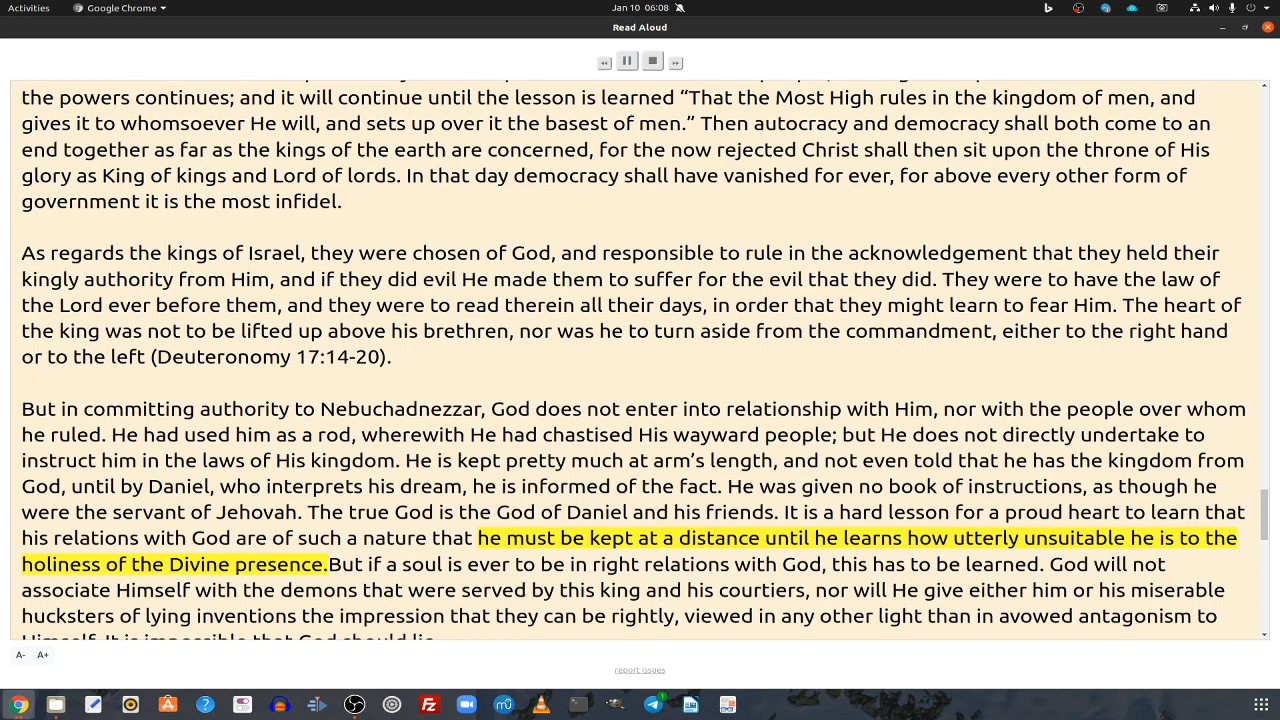 Activities
Google Chrome
Jan 10 06:08
Read Aloud
the powers continues; and it will continue until the lesson is learned “That the Most High rules in the kingdom of men, and
gives it to whomsoever He will, and sets up over it the basest of men.” Then autocracy and democracy shall both come to an
end together as far as the kings of the earth are concerned, for the now rejected Christ shall then sit upon the throne of His
glory as King of kings and Lord of lords. In that day democracy shall have vanished for ever, for above every other form of
government it is the most infidel.
As regards the kings of Israel, they were chosen of God, and responsible to rule in the acknowledgement that they held their
kingly authority from Him, and if they did evil He made them to suffer for the evil that they did. They were to have the law of
the Lord ever before them, and they were to read therein all their days, in order that they might learn to fear Him. The heart of
the king was not to be lifted up above his brethren, nor was he to turn aside from the commandment, either to the right hand
or to the left (Deuteronomy 17:14-20).
But in committing authority to Nebuchadnezzar, God does not enter into relationship with Him, nor with the people over whom
he ruled. He had used him as a rod, wherewith He had chastised His wayward people; but He does not directly undertake to
instruct him in the laws of His kingdom. He is kept pretty much at arm’s length, and not even told that he has the kingdom from
God, until by Daniel, who interprets his dream, he is informed of the fact. He was given no book of instructions, as though he
were the servant of Jehovah. The true God is the God of Daniel and his friends. It is a hard lesson for a proud heart to learn that
his relations with God are of such a nature that he must be kept at a distance until he learns how utterly unsuitable he is to the
holiness of the Divine presence.But if a soul is ever to be in right relations with God, this has to be learned. God will not
associate Himself with the demons that were served by this king and his courtiers, nor will He give either him or his miserable
hucksters of lying inventions the impression that they can be rightly, viewed in any other light than in avowed antagonism to
Himself. It is impossible that God should lie.
A- A+
report issues